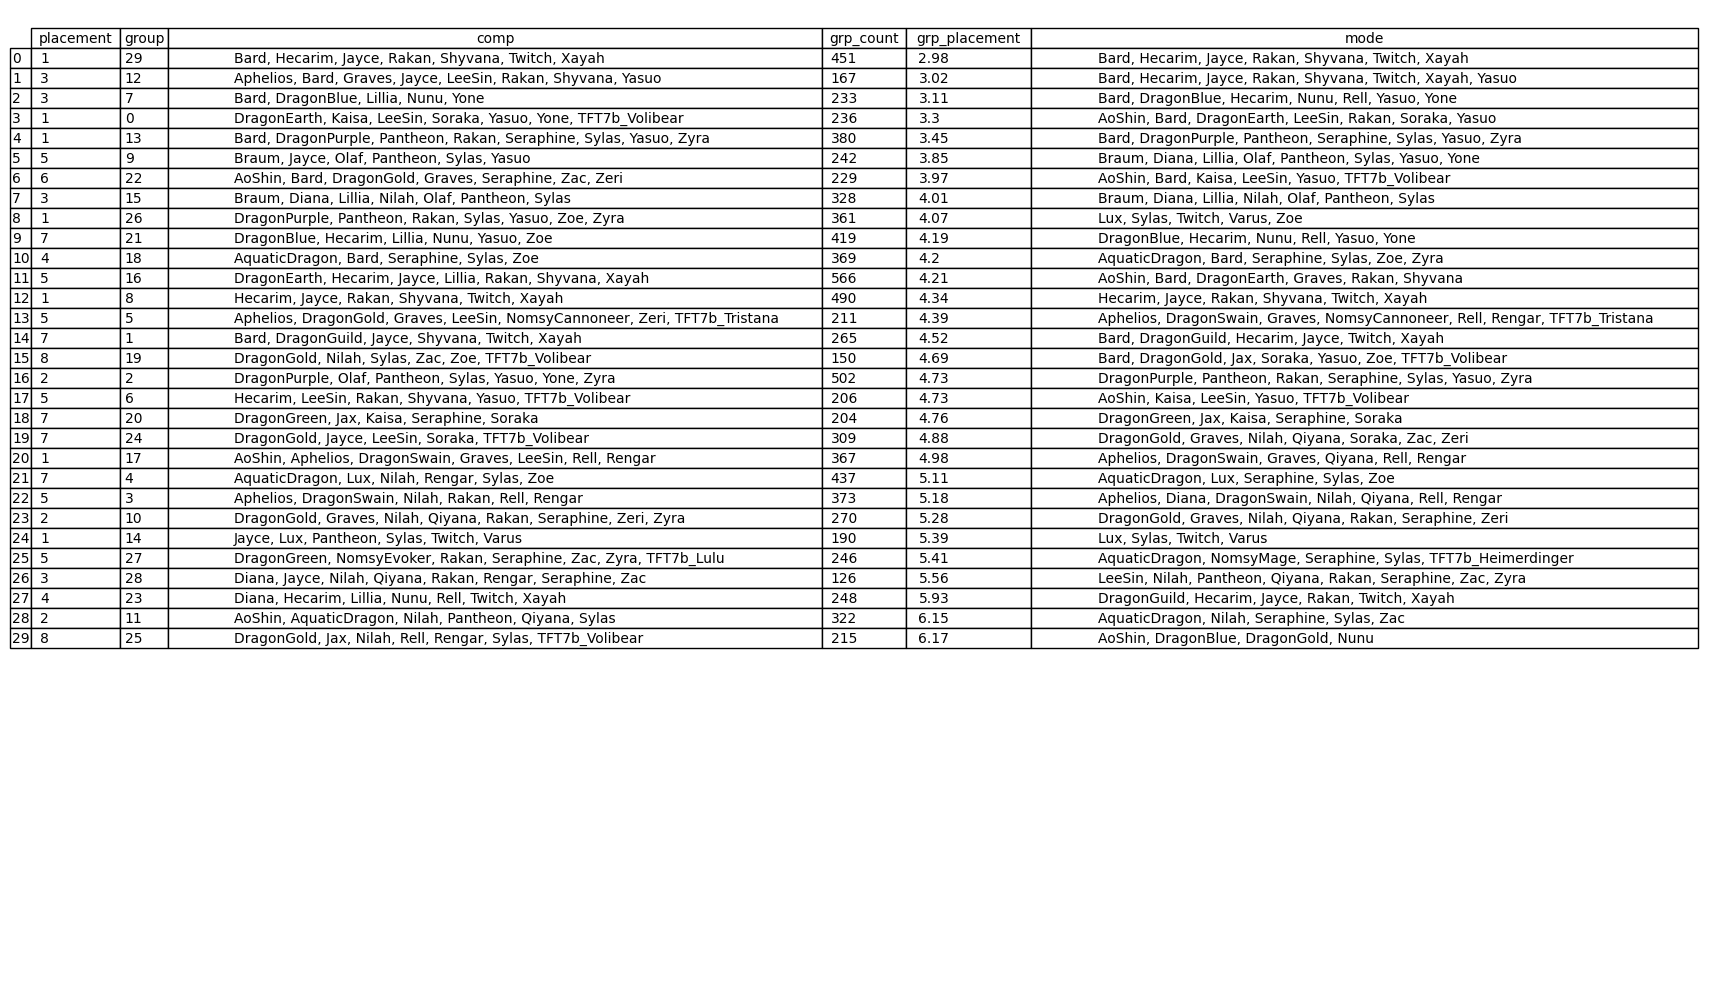 placement group comp grp_count grp_placement mode
0 1 29 Bard, Hecarim, Jayce, Rakan, Shyvana, Twitch, Xayah 451 2.98 Bard, Hecarim, Jayce, Rakan, Shyvana, Twitch, Xayah
1 3 12 Aphelios, Bard, Graves, Jayce, LeeSin, Rakan, Shyvana, Yasuo 167 3.02 Bard, Hecarim, Jayce, Rakan, Shyvana, Twitch, Xayah, Yasuo
2 3 7 Bard, DragonBlue, Lillia, Nunu, Yone 233 3.11 Bard, DragonBlue, Hecarim, Nunu, Rell, Yasuo, Yone
3 1 0 DragonEarth, Kaisa, LeeSin, Soraka, Yasuo, Yone, TFT7b_Volibear 236 3.3 AoShin, Bard, DragonEarth, LeeSin, Rakan, Soraka, Yasuo
4 1 13 Bard, DragonPurple, Pantheon, Rakan, Seraphine, Sylas, Yasuo, Zyra 380 3.45 Bard, DragonPurple, Pantheon, Seraphine, Sylas, Yasuo, Zyra
5 5 9 Braum, Jayce, Olaf, Pantheon, Sylas, Yasuo 242 3.85 Braum, Diana, Lillia, Olaf, Pantheon, Sylas, Yasuo, Yone
6 6 22 AoShin, Bard, DragonGold, Graves, Seraphine, Zac, Zeri 229 3.97 AoShin, Bard, Kaisa, LeeSin, Yasuo, TFT7b_Volibear
7 3 15 Braum, Diana, Lillia, Nilah, Olaf, Pantheon, Sylas 328 4.01 Braum, Diana, Lillia, Nilah, Olaf, Pantheon, Sylas
8 1 26 DragonPurple, Pantheon, Rakan, Sylas, Yasuo, Zoe, Zyra 361 4.07 Lux, Sylas, Twitch, Varus, Zoe
9 7 21 DragonBlue, Hecarim, Lillia, Nunu, Yasuo, Zoe 419 4.19 DragonBlue, Hecarim, Nunu, Rell, Yasuo, Yone
10 4 18 AquaticDragon, Bard, Seraphine, Sylas, Zoe 369 4.2 AquaticDragon, Bard, Seraphine, Sylas, Zoe, Zyra
11 5 16 DragonEarth, Hecarim, Jayce, Lillia, Rakan, Shyvana, Xayah 566 4.21 AoShin, Bard, DragonEarth, Graves, Rakan, Shyvana
12 1 8 Hecarim, Jayce, Rakan, Shyvana, Twitch, Xayah 490 4.34 Hecarim, Jayce, Rakan, Shyvana, Twitch, Xayah
13 5 5 Aphelios, DragonGold, Graves, LeeSin, NomsyCannoneer, Zeri, TFT7b_Tristana 211 4.39 Aphelios, DragonSwain, Graves, NomsyCannoneer, Rell, Rengar, TFT7b_Tristana
14 7 1 Bard, DragonGuild, Jayce, Shyvana, Twitch, Xayah 265 4.52 Bard, DragonGuild, Hecarim, Jayce, Twitch, Xayah
15 8 19 DragonGold, Nilah, Sylas, Zac, Zoe, TFT7b_Volibear 150 4.69 Bard, DragonGold, Jax, Soraka, Yasuo, Zoe, TFT7b_Volibear
16 2 2 DragonPurple, Olaf, Pantheon, Sylas, Yasuo, Yone, Zyra 502 4.73 DragonPurple, Pantheon, Rakan, Seraphine, Sylas, Yasuo, Zyra
17 5 6 Hecarim, LeeSin, Rakan, Shyvana, Yasuo, TFT7b_Volibear 206 4.73 AoShin, Kaisa, LeeSin, Yasuo, TFT7b_Volibear
18 7 20 DragonGreen, Jax, Kaisa, Seraphine, Soraka 204 4.76 DragonGreen, Jax, Kaisa, Seraphine, Soraka
19 7 24 DragonGold, Jayce, LeeSin, Soraka, TFT7b_Volibear 309 4.88 DragonGold, Graves, Nilah, Qiyana, Soraka, Zac, Zeri
20 1 17 AoShin, Aphelios, DragonSwain, Graves, LeeSin, Rell, Rengar 367 4.98 Aphelios, DragonSwain, Graves, Qiyana, Rell, Rengar
21 7 4 AquaticDragon, Lux, Nilah, Rengar, Sylas, Zoe 437 5.11 AquaticDragon, Lux, Seraphine, Sylas, Zoe
22 5 3 Aphelios, DragonSwain, Nilah, Rakan, Rell, Rengar 373 5.18 Aphelios, Diana, DragonSwain, Nilah, Qiyana, Rell, Rengar
23 2 10 DragonGold, Graves, Nilah, Qiyana, Rakan, Seraphine, Zeri, Zyra 270 5.28 DragonGold, Graves, Nilah, Qiyana, Rakan, Seraphine, Zeri
24 1 14 Jayce, Lux, Pantheon, Sylas, Twitch, Varus 190 5.39 Lux, Sylas, Twitch, Varus
25 5 27 DragonGreen, NomsyEvoker, Rakan, Seraphine, Zac, Zyra, TFT7b_Lulu 246 5.41 AquaticDragon, NomsyMage, Seraphine, Sylas, TFT7b_Heimerdinger
26 3 28 Diana, Jayce, Nilah, Qiyana, Rakan, Rengar, Seraphine, Zac 126 5.56 LeeSin, Nilah, Pantheon, Qiyana, Rakan, Seraphine, Zac, Zyra
27 4 23 Diana, Hecarim, Lillia, Nunu, Rell, Twitch, Xayah 248 5.93 DragonGuild, Hecarim, Jayce, Rakan, Twitch, Xayah
28 2 11 AoShin, AquaticDragon, Nilah, Pantheon, Qiyana, Sylas 322 6.15 AquaticDragon, Nilah, Seraphine, Sylas, Zac
29 8 25 DragonGold, Jax, Nilah, Rell, Rengar, Sylas, TFT7b_Volibear 215 6.17 AoShin, DragonBlue, DragonGold, Nunu